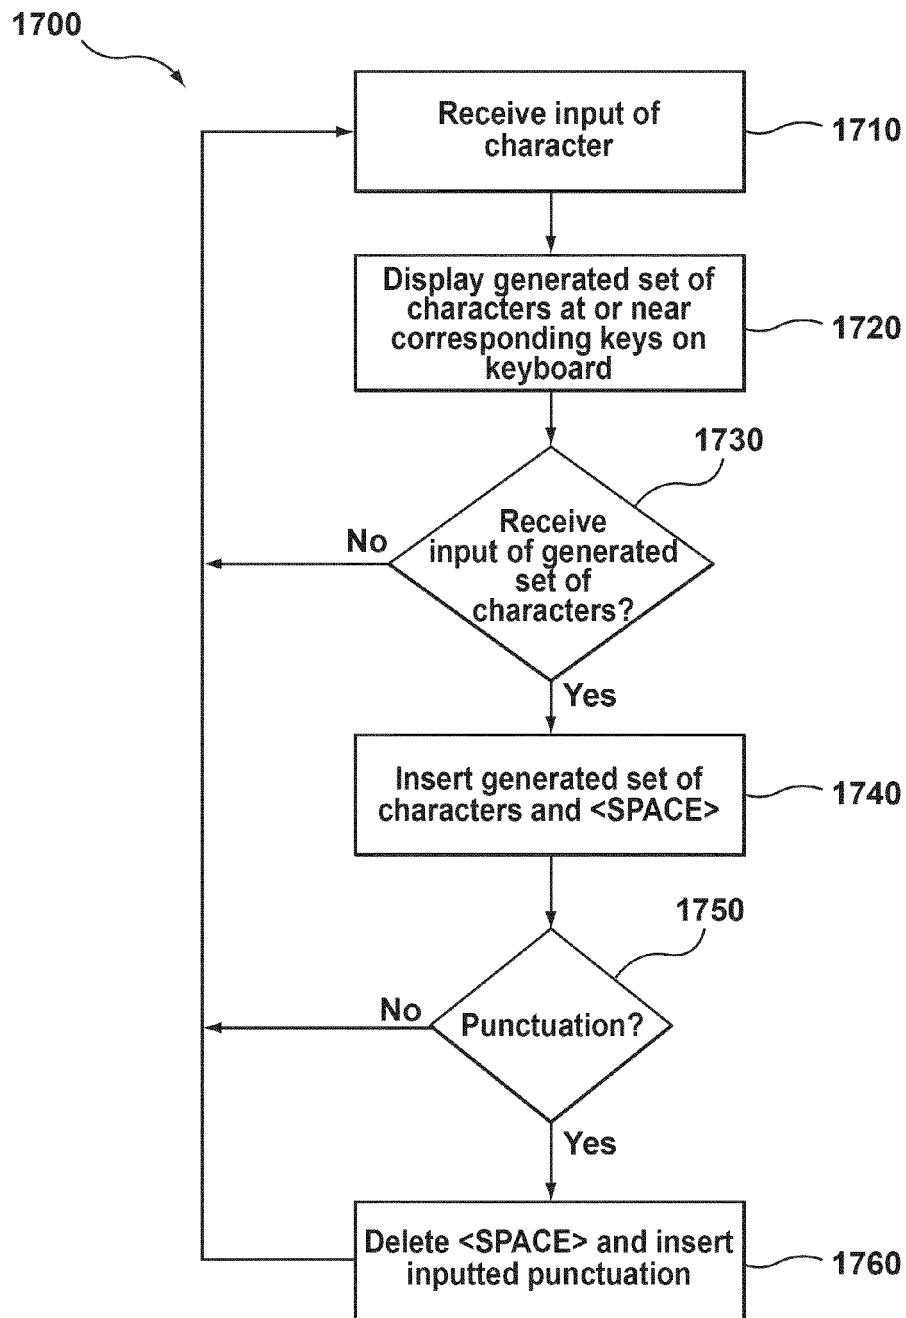 1700
Receive input of
character
1710
Display generated set of
characters at or near
corresponding keys on
keyboard
1720
1730
Receive
input of generated
set of
characters?
No
Yes
Insert generated set of
characters and <SPACE>
1740
1750
Punctuation?
No
Yes
Delete <SPACE> and insert
inputted punctuation
1760